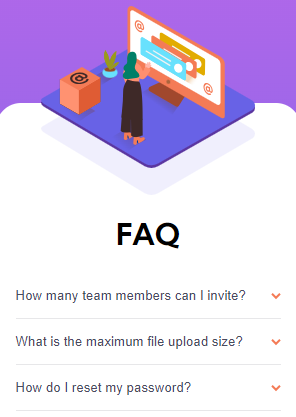 @
@
@
FAQ
How many team members can I invite?
What is the maximum file upload size?
How do I reset my password?